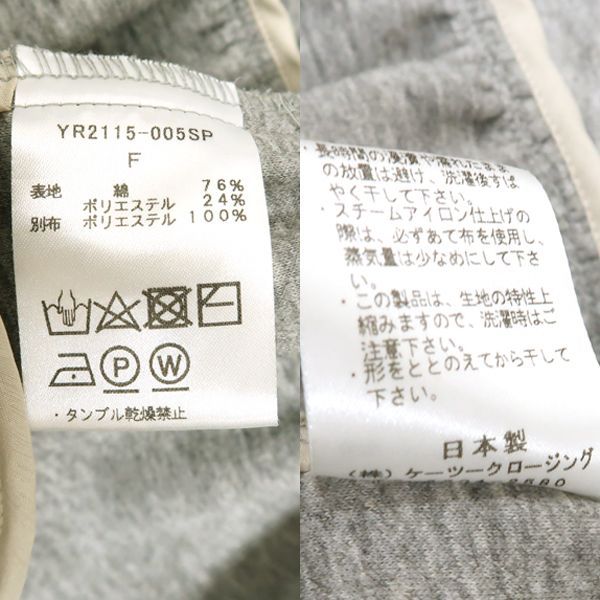 YR2115-005SP
F
表地 綿 76%
ポリエステル 24%
別布 ポリエステル 100%
P W
・タンブル乾燥禁止
・長時間の浸漬や濡れたまま
の放置は避け、洗濯後すば
やく干して下さい。
・スチームアイロン仕上げの
際は、必ずあて布を使用し、
蒸気量は少なめにして下さ
い。
・この製品は、生地の特性上
縮みますので、洗濯時はご
注意下さい。
・形をととのえてから干して
下さい。
日本製
(株)ケーツークロージング